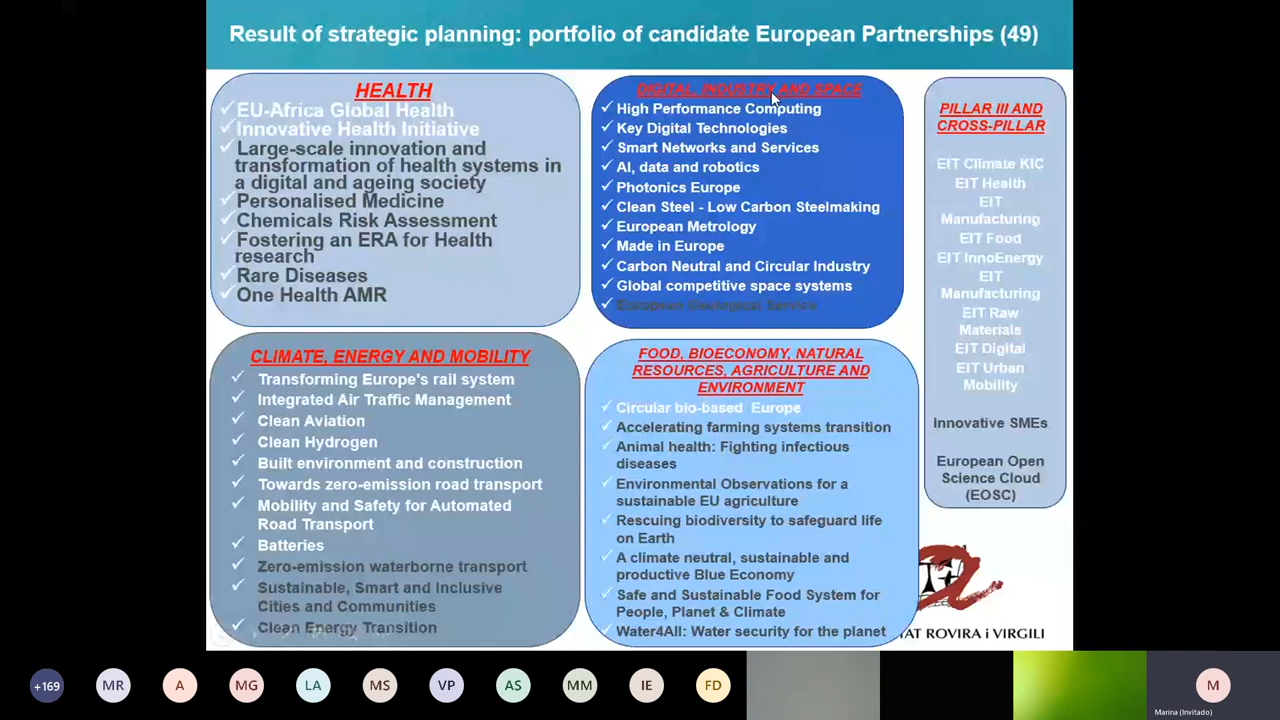 Result of strategic planning: portfolio of candidate European Partnerships (49)
HEALTH
EU-Africa Global Health
Innovative Health Initiative
Large-scale innovation and
transformation of health systems in
a digital and ageing society
Personalised Medicine
Chemicals Risk Assessment
Fostering an ERA for Health
research
Rare Diseases
One Health AMR
DIGITAL, INDUSTRY AND SPACE
High Performance Computing
Key Digital Technologies
Smart Networks and Services
AI, data and robotics
Photonics Europe
Clean Steel - Low Carbon Steelmaking
European Metrology
Made in Europe
Carbon Neutral and Circular Industry
Global competitive space systems
European Geological Service
PILLAR III AND
CROSS-PILLAR
EIT Climate KIC
EIT Health
EIT
Manufacturing
EIT Food
EIT InnoEnergy
EIT
Manufacturing
EIT Raw
Materials
EIT Digital
EIT Urban
Mobility
Innovative SMEs
European Open
Science Cloud
(EOSC)
CLIMATE, ENERGY AND MOBILITY
Transforming Europe's rail system
Integrated Air Traffic Management
Clean Aviation
Clean Hydrogen
Built environment and construction
Towards zero-emission road transport
Mobility and Safety for Automated
Road Transport
Batteries
Zero-emission waterborne transport
Sustainable, Smart and Inclusive
Cities and Communities
Clean Energy Transition
FOOD, BIOECONOMY, NATURAL
RESOURCES, AGRICULTURE AND
ENVIRONMENT
Circular bio-based Europe
Accelerating farming systems transition
Animal health: Fighting infectious
diseases
Environmental Observations for a
sustainable EU agriculture
Rescuing biodiversity to safeguard life
on Earth
A climate neutral, sustainable and
productive Blue Economy
Safe and Sustainable Food System for
People, Planet & Climate
Water4All: Water security for the planet
TAT ROVIRA i VIRGILI
+169
MR
A
MG
LA
MS
VP
AS
MM
IE
FD
M
Marina (Invitado)